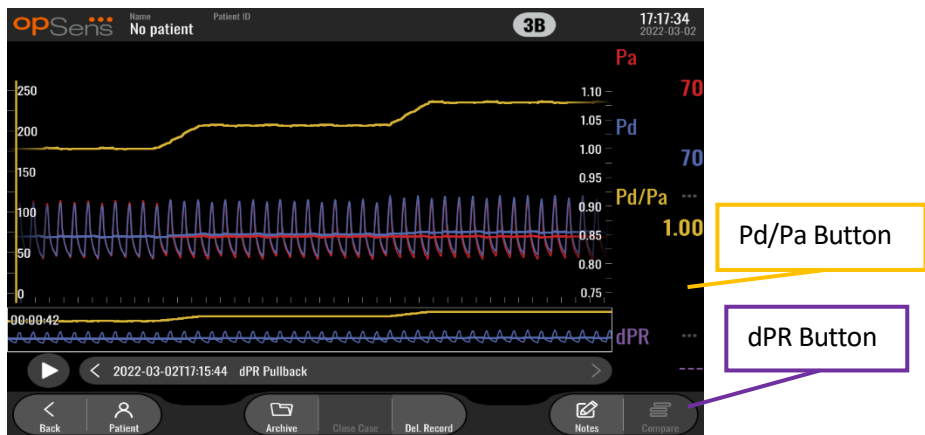 opSens
Name
No patient
Patient ID
3B
17:17:34
2022-03-02
Pa
70
Pd
70
Pd/Pa
---
1.00
dPR
---
---
250
200
150
100
50
0
1.10
1.05
1.00
0.95
0.90
0.85
0.80
0.75
00:00:42
2022-03-02T17:15:44 dPR Pullback
Back
Patient
Archive
Close Case
Del. Record
Notes
Compare
Pd/Pa Button
dPR Button